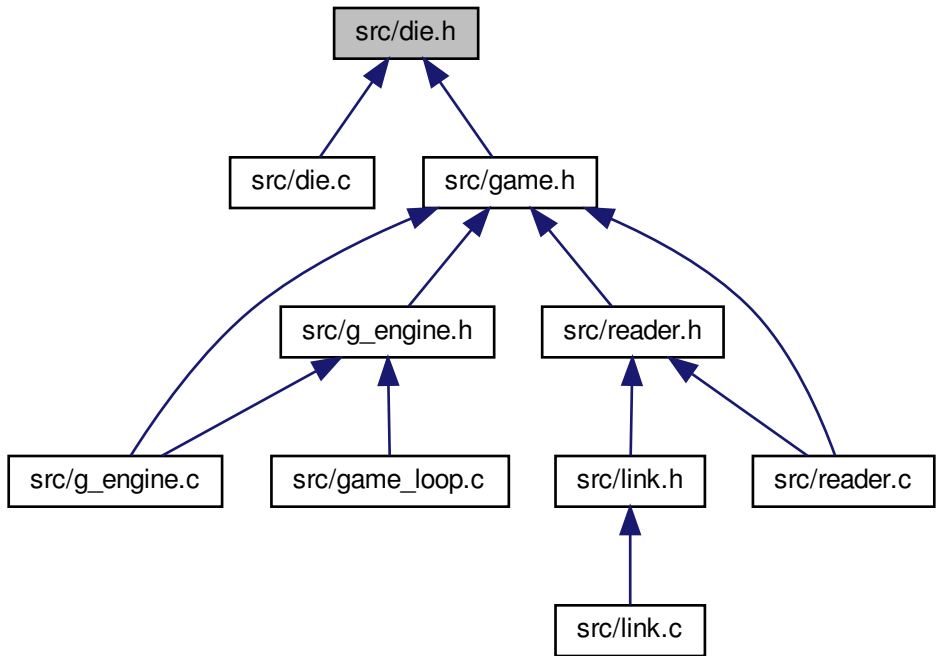 src/die.h
src/die.c
src/game.h
src/g_engine.h
src/reader.h
src/g_engine.c
src/game_loop.c
src/link.h
src/reader.c
src/link.c